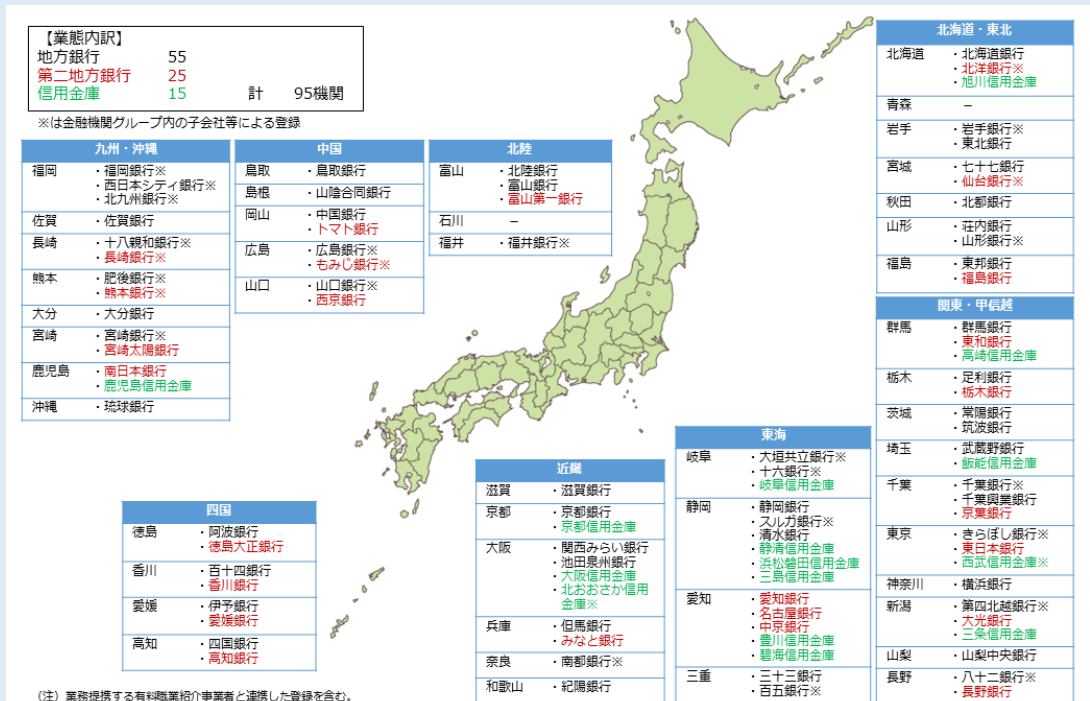 【業態内訳】
地方銀行 55
第二地方銀行 25
信用金庫 15 計 95機関
※は金融機関グループ内の子会社等による登録
九州・沖縄
福岡 ・福岡銀行※
・西日本シティ銀行※
・北九州銀行※
佐賀 ・佐賀銀行
長崎 ・十八親和銀行※
・長崎銀行※
熊本 ・肥後銀行※
・熊本銀行※
大分 ・大分銀行
宮崎 ・宮崎銀行※
・宮崎太陽銀行
鹿児島 ・南日本銀行
・鹿児島信用金庫
沖縄 ・琉球銀行
中国
鳥取 ・鳥取銀行
島根 ・山陰合同銀行
岡山 ・中国銀行
・トマト銀行
広島 ・広島銀行※
・もみじ銀行※
山口 ・山口銀行※
・西京銀行
北陸
富山 ・北陸銀行
・富山銀行
・富山第一銀行
石川 －
福井 ・福井銀行※
北海道・東北
北海道 ・北海道銀行
・北洋銀行※
・旭川信用金庫
青森 －
岩手 ・岩手銀行※
・東北銀行
宮城 ・七十七銀行
・仙台銀行※
秋田 ・北都銀行
山形 ・荘内銀行
・山形銀行※
福島 ・東邦銀行
・福島銀行
関東・甲信越
群馬 ・群馬銀行
・東和銀行
・高崎信用金庫
栃木 ・足利銀行
・栃木銀行
茨城 ・常陽銀行
・筑波銀行
埼玉 ・武蔵野銀行
・飯能信用金庫
千葉 ・千葉銀行※
・千葉興業銀行
・京葉銀行
東京 ・きらぼし銀行※
・東日本銀行
・西武信用金庫※
神奈川 ・横浜銀行
新潟 ・第四北越銀行※
・大光銀行
・三条信用金庫
山梨 ・山梨中央銀行
長野 ・八十二銀行※
・長野銀行
東海
岐阜 ・大垣共立銀行※
・十六銀行※
・岐阜信用金庫
静岡 ・静岡銀行
・スルガ銀行※
・清水銀行
・静清信用金庫
・浜松磐田信用金庫
・三島信用金庫
愛知 ・愛知銀行
・名古屋銀行
・中京銀行
・豊川信用金庫
・碧海信用金庫
三重 ・三十三銀行
・百五銀行※
近畿
滋賀 ・滋賀銀行
京都 ・京都銀行
・京都信用金庫
大阪 ・関西みらい銀行
・池田泉州銀行
・大阪信用金庫
・北おおさか信用
金庫※
兵庫 ・但馬銀行
・みなと銀行
奈良 ・南都銀行※
和歌山 ・紀陽銀行
四国
徳島 ・阿波銀行
・徳島大正銀行
香川 ・百十四銀行
・香川銀行
愛媛 ・伊予銀行
・愛媛銀行
高知 ・四国銀行
・高知銀行
（注）業務提携する有料職業紹介事業者と連携した登録を含む。